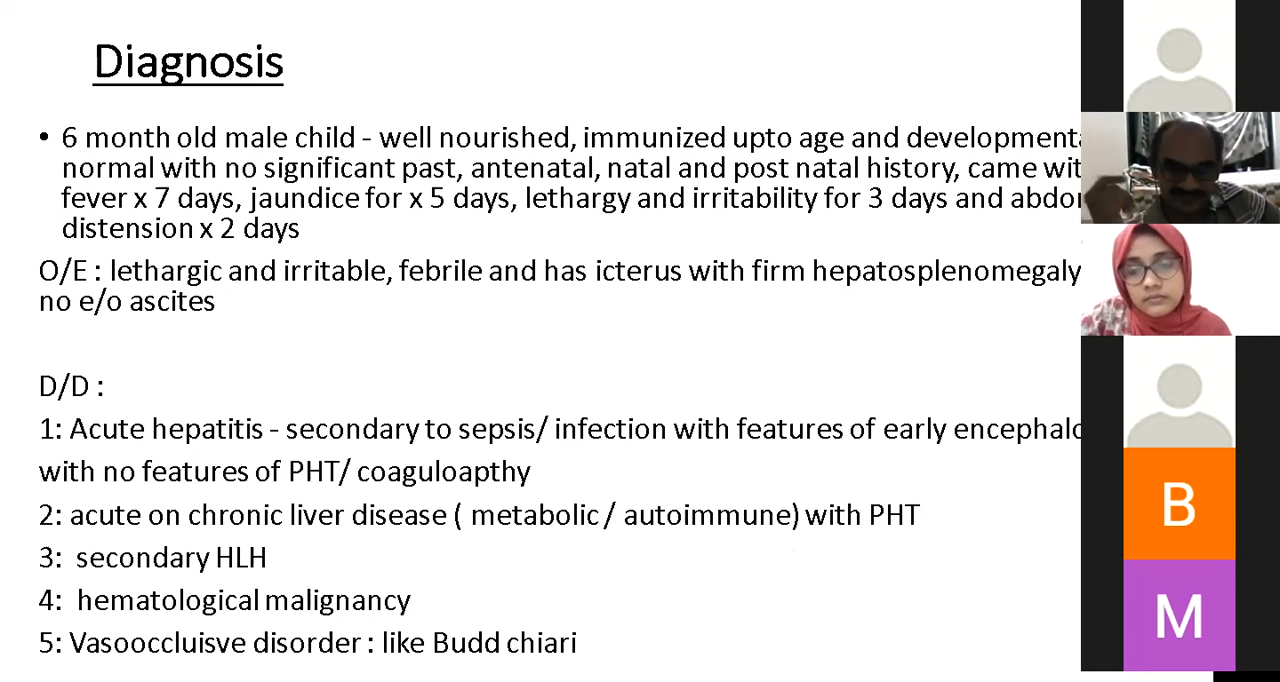 Diagnosis
• 6 month old male child - well nourished, immunized upto age and developmenta
normal with no significant past, antenatal, natal and post natal history, came wit
fever x 7 days, jaundice for x 5 days, lethargy and irritability for 3 days and abdo
distension x 2 days
O/E : lethargic and irritable, febrile and has icterus with firm hepatosplenomegaly
no e/o ascites
D/D :
1: Acute hepatitis - secondary to sepsis/ infection with features of early encephalo
with no features of PHT/ coaguloapthy
2: acute on chronic liver disease ( metabolic / autoimmune) with PHT
3: secondary HLH
4: hematological malignancy
5: Vasooccluisve disorder : like Budd chiari
B
M